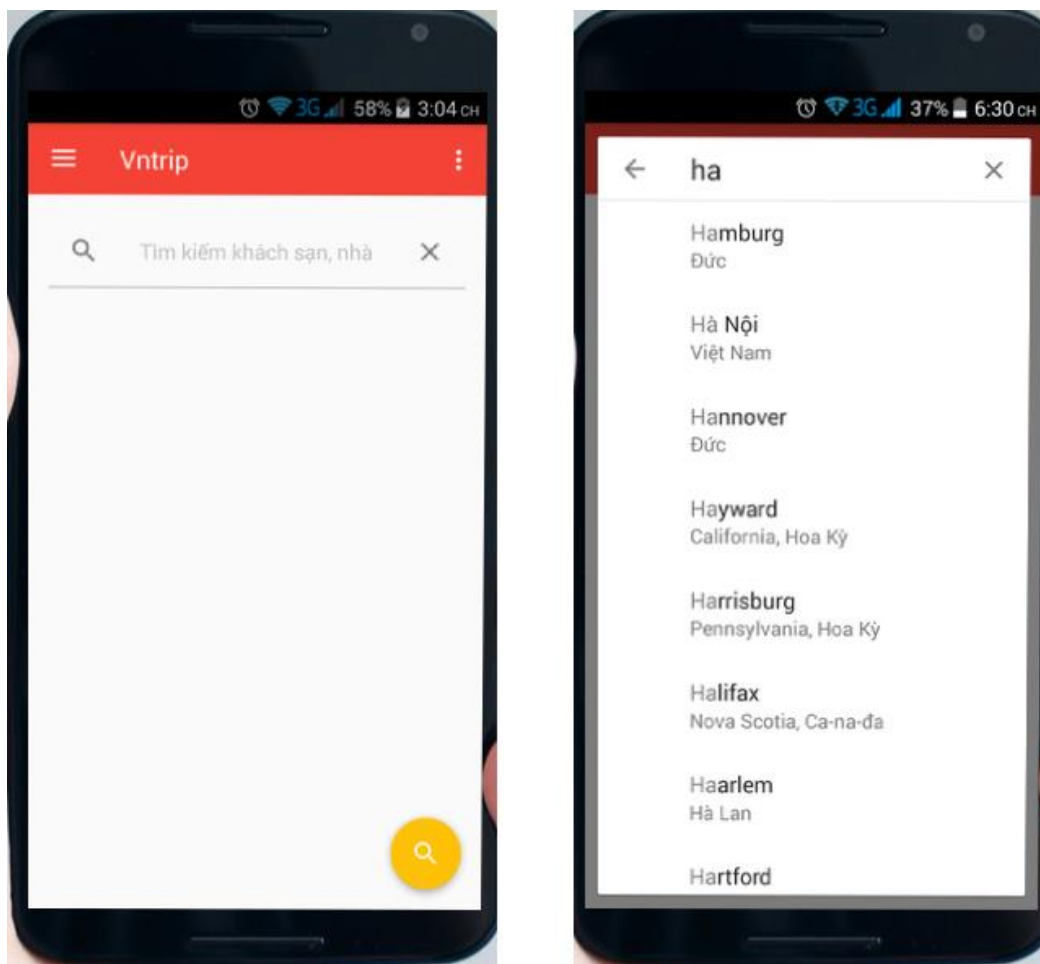 3G 58% 3:04 CH
Vntrip
Tìm kiếm khách sạn, nhà
3G 37% 6:30 CH
ha
Hamburg
Đức
Hà Nội
Việt Nam
Hannover
Đức
Hayward
California, Hoa Kỳ
Harrisburg
Pennsylvania, Hoa Kỳ
Halifax
Nova Scotia, Ca-na-đa
Haarlem
Hà Lan
Hartford